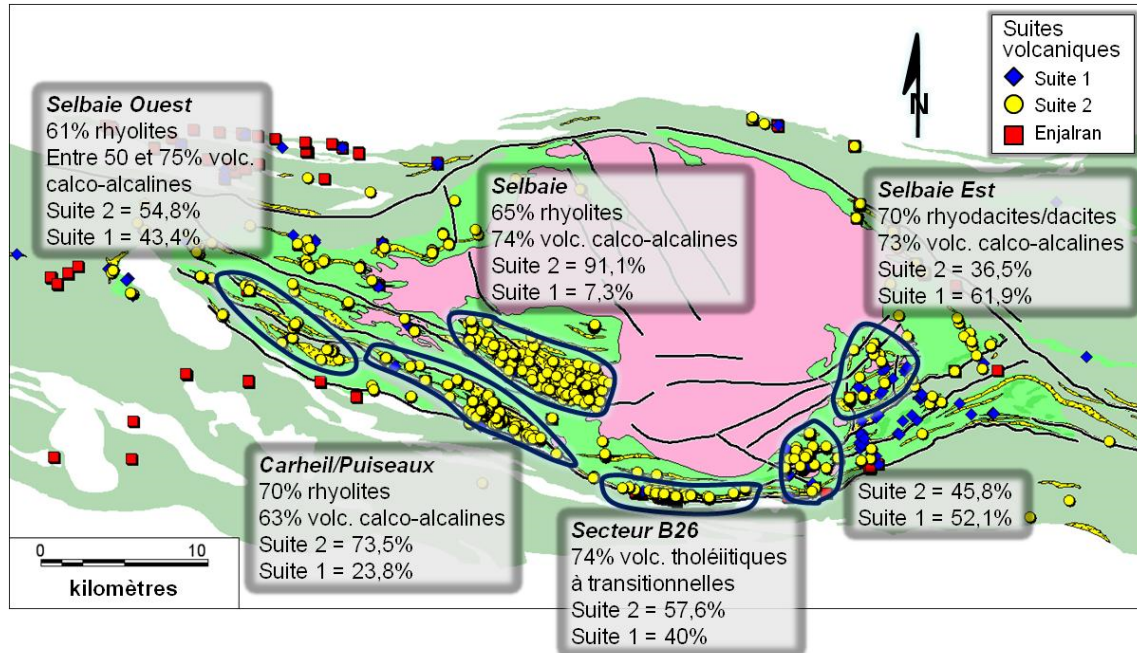 Suites
volcaniques
Suite 1
Suite 2
Enjalran
N
Selbaie Ouest
61% rhyolites
Entre 50 et 75% volc.
calco-alcalines
Suite 2 = 54,8%
Suite 1 = 43,4%
Selbaie
65% rhyolites
74% volc. calco-alcalines
Suite 2 = 91,1%
Suite 1 = 7,3%
Selbaie Est
70% rhyodacites/dacites
73% volc. calco-alcalines
Suite 2 = 36,5%
Suite 1 = 61,9%
Carheil/Puiseaux
70% rhyolites
63% volc. calco-alcalines
Suite 2 = 73,5%
Suite 1 = 23,8%
Secteur B26
74% volc. tholéiitiques
à transitionnelles
Suite 2 = 57,6%
Suite 1 = 40%
Suite 2 = 45,8%
Suite 1 = 52,1%
0 10
kilomètres